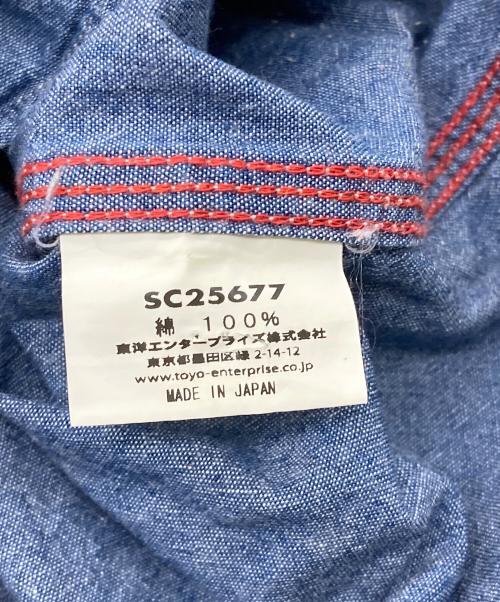 SC25677
綿 100%
東洋エンタープライズ株式会社
東京都墨田区緑 2-14-12
www.toyo-enterprise.co.jp
MADE IN JAPAN